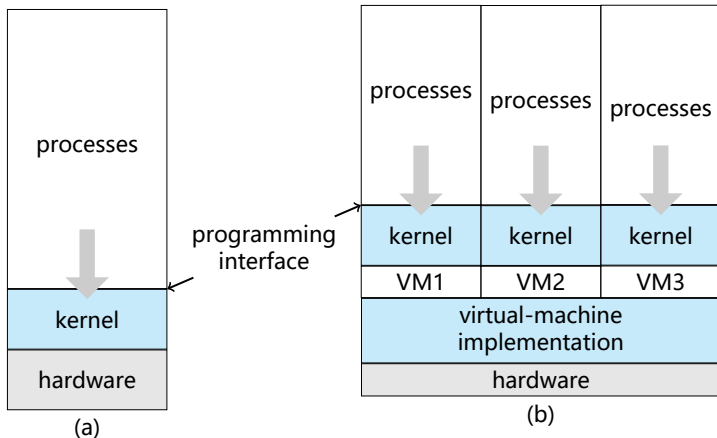 processes
programming
interface
kernel
hardware
(a)
processes
processes
processes
kernel
kernel
kernel
VM1
VM2
VM3
virtual-machine
implementation
hardware
(b)